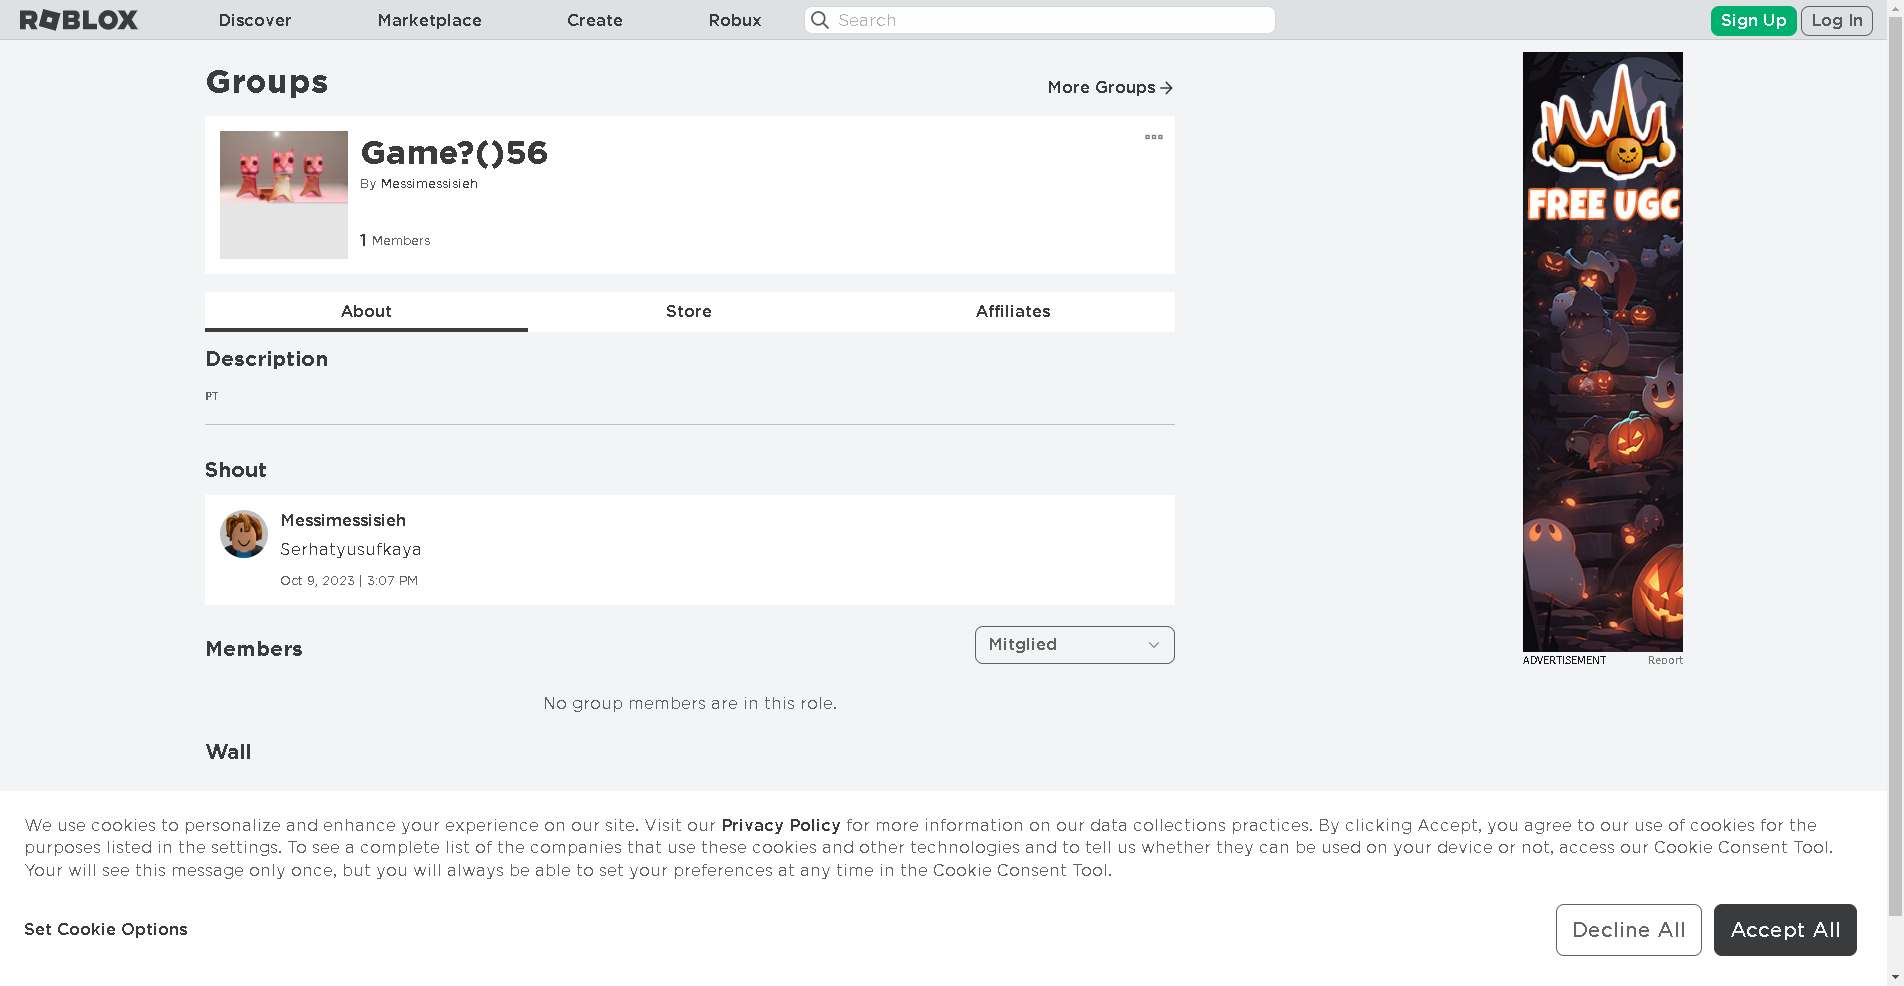 ROBLOX
Discover
Marketplace
Create
Robux
Search
Sign Up
Log In
Groups
More Groups
Game?()56
By Messimessisieh
1 Members
About
Store
Affiliates
Description
PT
Shout
Messimessisieh
Serhatyusufkaya
Oct 9, 2023 | 3:07 PM
Members
Mitglied
No group members are in this role.
Wall
FREE UGC
ADVERTISEMENT
Report
We use cookies to personalize and enhance your experience on our site. Visit our Privacy Policy for more information on our data collections practices. By clicking Accept, you agree to our use of cookies for the
purposes listed in the settings. To see a complete list of the companies that use these cookies and other technologies and to tell us whether they can be used on your device or not, access our Cookie Consent Tool.
Your will see this message only once, but you will always be able to set your preferences at any time in the Cookie Consent Tool.
Set Cookie Options
Decline All
Accept All